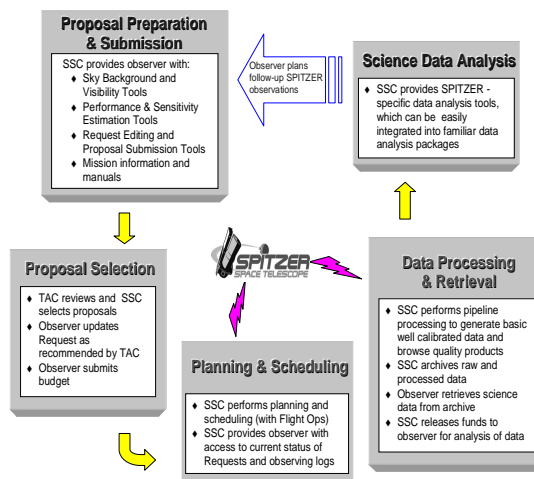 Proposal Preparation
& Submission
SSC provides observer with:
♦ Sky Background and
Visibility Tools
♦ Performance & Sensitivity
Estimation Tools
♦ Request Editing and
Proposal Submission Tools
♦ Mission information and
manuals
Observer plans
follow-up SPITZER
observations
Science Data Analysis
♦ SSC provides SPITZER -
specific data analysis tools,
which can be easily
integrated into familiar data
analysis packages
Proposal Selection
♦ TAC reviews and SSC
selects proposals
♦ Observer updates
Request as
recommended by TAC
♦ Observer submits
budget
SPITZER
SPACE TELESCOPE
Planning & Scheduling
♦ SSC performs planning and
scheduling (with Flight Ops)
♦ SSC provides observer with
access to current status of
Requests and observing logs
Data Processing
& Retrieval
♦ SSC performs pipeline
processing to generate basic
well calibrated data and
browse quality products
♦ SSC archives raw and
processed data
♦ Observer retrieves science
data from archive
♦ SSC releases funds to
observer for analysis of data